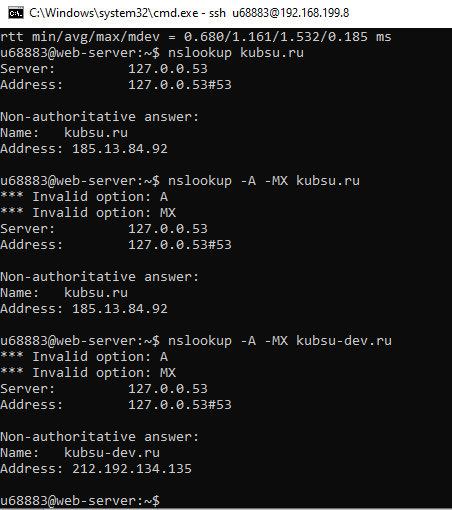 C:\Windows\system32\cmd.exe - ssh u68883@192.168.199.8
rtt min/avg/max/mdev = 0.680/1.161/1.532/0.185 ms
u68883@web-server:~$ nslookup kubsu.ru
Server:         127.0.0.53
Address:        127.0.0.53#53
Non-authoritative answer:
Name:   kubsu.ru
Address: 185.13.84.92
u68883@web-server:~$ nslookup -A -MX kubsu.ru
*** Invalid option: A
*** Invalid option: MX
Server:         127.0.0.53
Address:        127.0.0.53#53
Non-authoritative answer:
Name:   kubsu.ru
Address: 185.13.84.92
u68883@web-server:~$ nslookup -A -MX kubsu-dev.ru
*** Invalid option: A
*** Invalid option: MX
Server:         127.0.0.53
Address:        127.0.0.53#53
Non-authoritative answer:
Name:   kubsu-dev.ru
Address: 212.192.134.135
u68883@web-server:~$